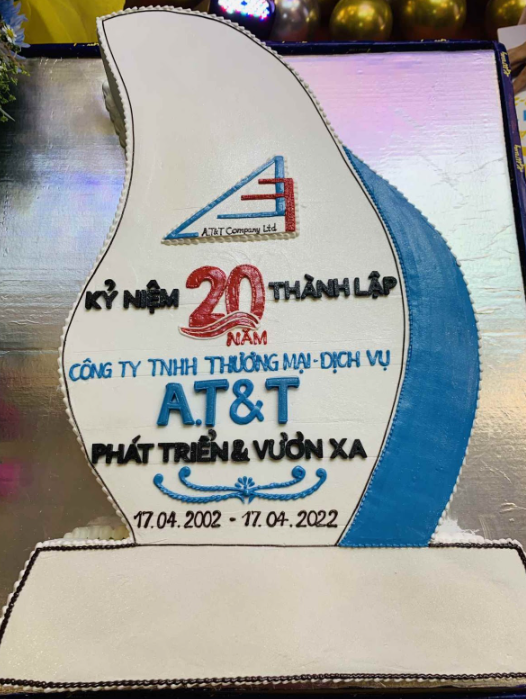 A.T&T Company Ltd
KỶ NIỆM 20 THÀNH LẬP
NĂM
CÔNG TY TNHH THƯƠNG MẠI - DỊCH VỤ
A.T&T
PHÁT TRIỂN & VƯƠN XA
17.04.2002 - 17.04.2022